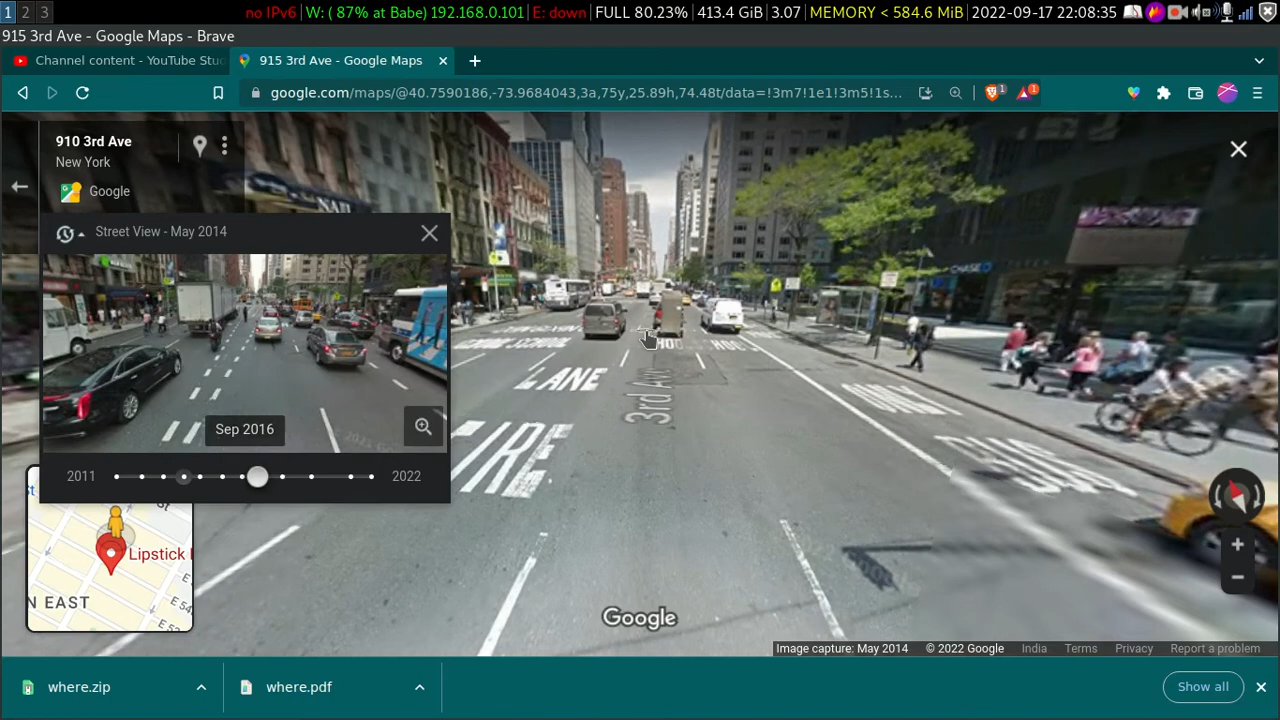 1 2 3 no IPv6 | W: ( 87% at Babe) 192.168.0.101 | E: down | FULL 80.23% | 413.4 GiB | 3.07 | MEMORY < 584.6 MiB | 2022-09-17 22:08:35
915 3rd Ave - Google Maps - Brave
Channel content - YouTube Stu
915 3rd Ave - Google Maps
google.com/maps/@40.7590186,-73.9684043,3a,75y,25.89h,74.48t/data=!3m7!1e1!3m5!1s...
1
1
910 3rd Ave
New York
Google
Street View - May 2014
CHASE
LANE
FIRE
3rd Ave
ONLY
BUS
Sep 2016
2011
2022
Lipstick
N EAST
E 54
Google
Image capture: May 2014
© 2022 Google
India
Terms
Privacy
Report a problem
where.zip
where.pdf
Show all